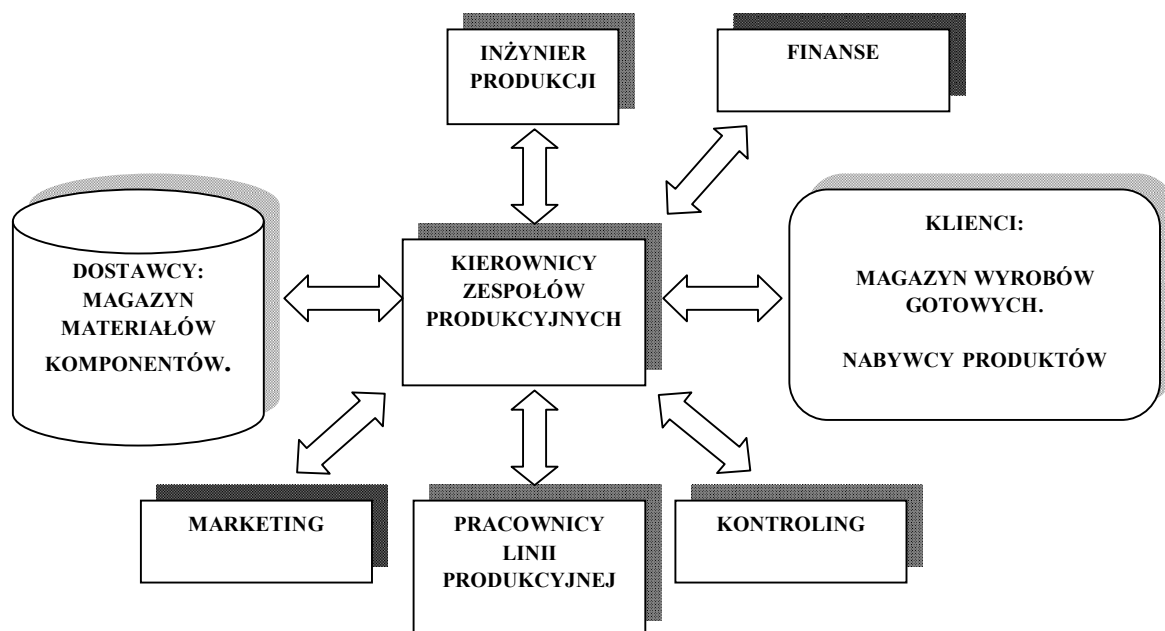 INŻYNIER
PRODUKCJI
FINANSE
DOSTAWCY:
MAGAZYN
MATERIAŁÓW
KOMPONENTÓW.
KIEROWNICY
ZESPOŁÓW
PRODUKCYJNYCH
KLIENCI:
MAGAZYN WYROBÓW
GOTOWYCH.
NABYWCY PRODUKTÓW
MARKETING
PRACOWNICY
LINII
PRODUKCYJNEJ
KONTROLING